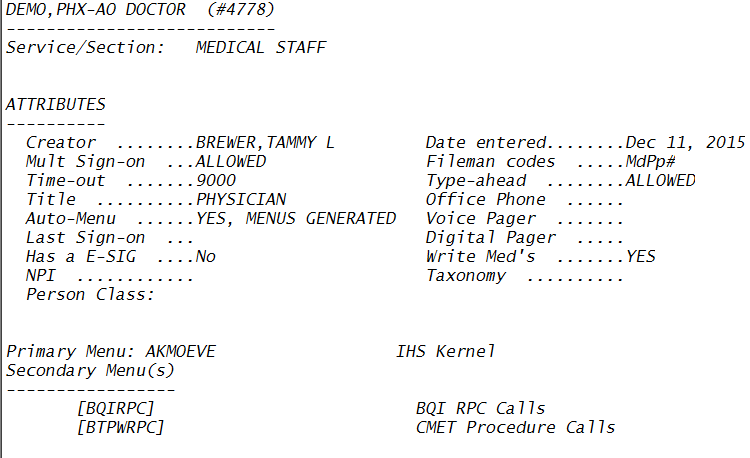 DEMO,PHX-AO DOCTOR  (#4778)
---------------------------
Service/Section:   MEDICAL STAFF
ATTRIBUTES
----------
Creator ........BREWER,TAMMY L          Date entered........Dec 11, 2015
Mult Sign-on ...ALLOWED                 Fileman codes .....MdPp#
Time-out .......9000                    Type-ahead ........ALLOWED
Title ..........PHYSICIAN               Office Phone ......
Auto-Menu ......YES, MENUS GENERATED    Voice Pager .......
Last Sign-on ...                        Digital Pager .....
Has a E-SIG ....No                      Write Med's .......YES
NPI ............                        Taxonomy ..........
Person Class:
Primary Menu: AKMOEVE                   IHS Kernel
Secondary Menu(s)
-----------------
[BQIRPC]                                BQI RPC Calls
[BTPWRPC]                               CMET Procedure Calls